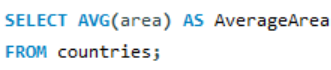 SELECT AVG(area) AS AverageArea
FROM countries;